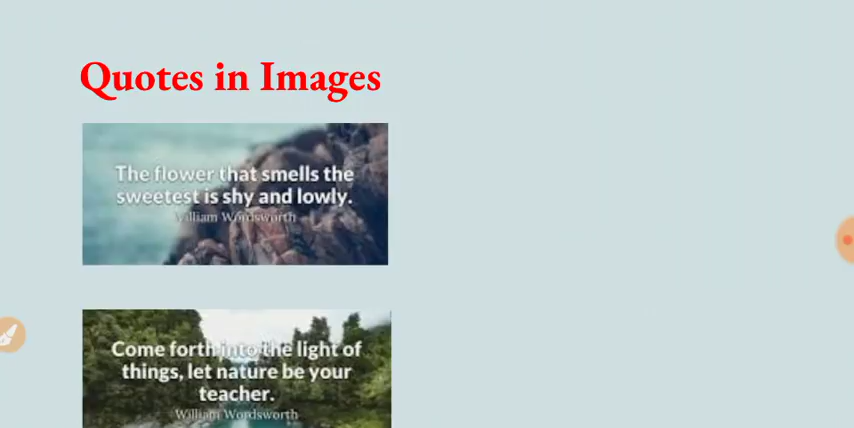 Quotes in Images
The flower that smells the
sweetest is shy and lowly.
William Wordsworth
Come forth into the light of
things, let nature be your
teacher.
William Wordsworth